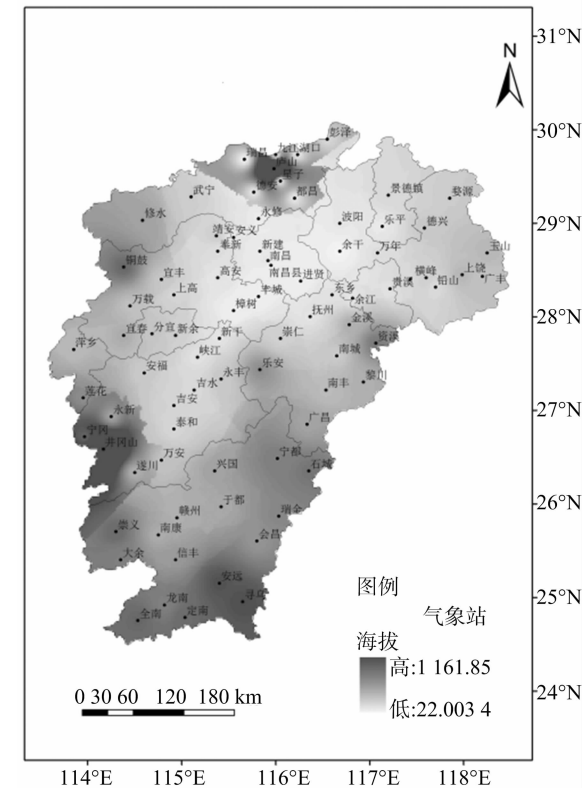 N
31°N
30°N
29°N
28°N
27°N
26°N
25°N
24°N
彭泽
瑞昌 九江 湖口
庐山
星子
德安
都昌
武宁
景德镇
婺源
修水
永修
波阳
乐平
德兴
靖安 安义
奉新
新建
南昌
余干
万年
玉山
铜鼓
宜丰
高安
南昌县 进贤
横峰
上饶
贵溪
铅山
广丰
上高
丰城
东乡
余江
万载
樟树
抚州
金溪
宜春 分宜 新余
新干
崇仁
资溪
萍乡
峡江
南城
安福
永丰
乐安
黎川
莲花
吉水
南丰
永新
吉安
广昌
宁冈
泰和
井冈山
万安
宁都
遂川
兴国
石城
于都
赣州
瑞金
崇义
南康
会昌
大余
信丰
安远
寻乌
龙南
全南
定南
图例
气象站
海拔
高:1 161.85
低:22.003 4
0 30 60 120 180 km
114°E 115°E 116°E 117°E 118°E